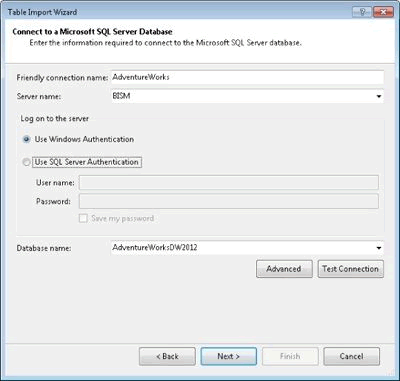 Table Import Wizard
Connect to a Microsoft SQL Server Database
Enter the information required to connect to the Microsoft SQL Server database.
Friendly connection name: AdventureWorks
Server name: BISM
Log on to the server
Use Windows Authentication
Use SQL Server Authentication
User name:
Password:
Save my password
Database name: AdventureWorksDW2012
Advanced Test Connection
< Back Next > Finish Cancel